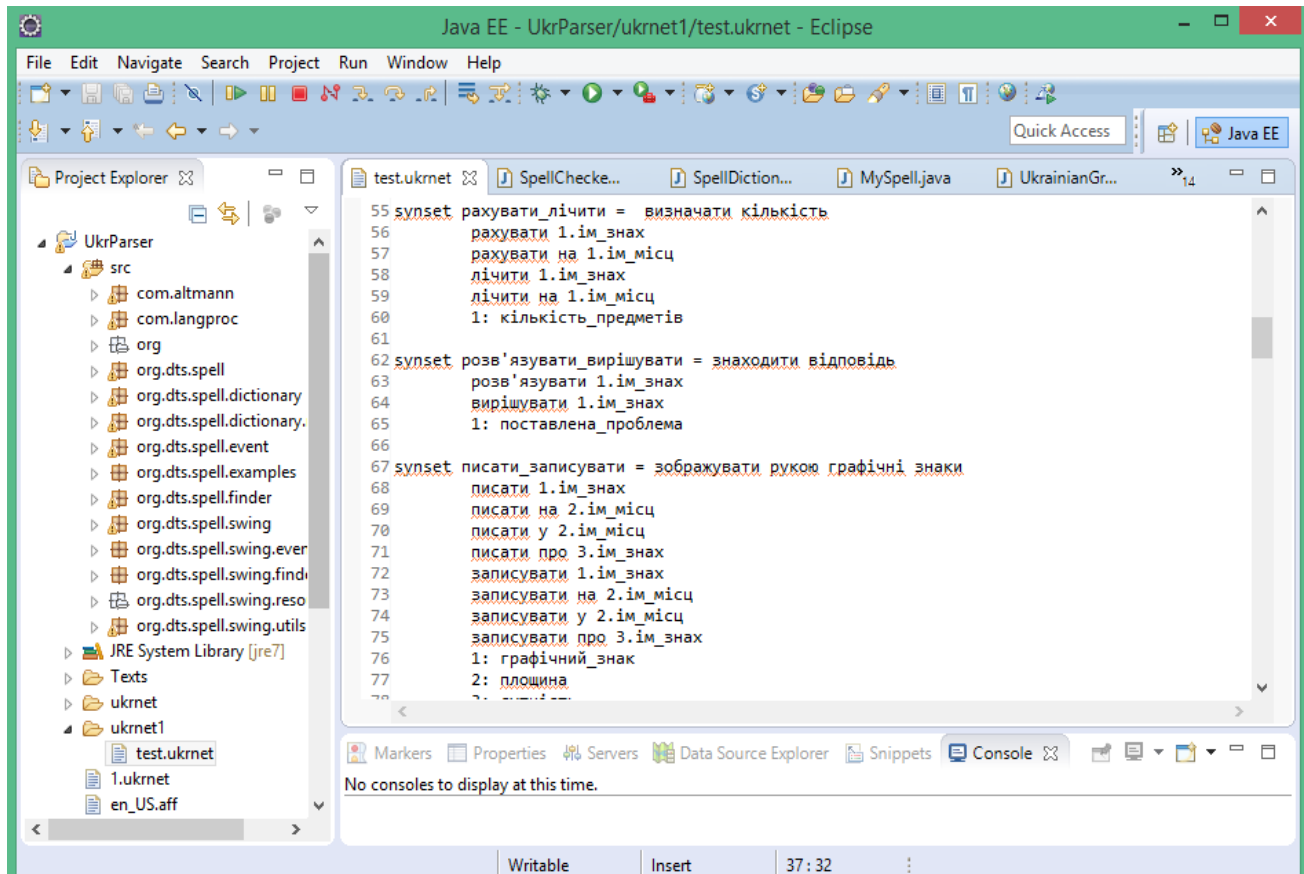 Java EE - UkrParser/ukrnet1/test.ukrnet - Eclipse
File Edit Navigate Search Project Run Window Help
Quick Access
Java EE
Project Explorer
UkrParser
src
com.altmann
com.langproc
org
org.dts.spell
org.dts.spell.dictionary
org.dts.spell.dictionary.
org.dts.spell.event
org.dts.spell.examples
org.dts.spell.finder
org.dts.spell.swing
org.dts.spell.swing.even
org.dts.spell.swing.find
org.dts.spell.swing.reso
org.dts.spell.swing.utils
JRE System Library [jre7]
Texts
ukrnet
ukrnet1
test.ukrnet
1.ukrnet
en_US.aff
test.ukrnet SpellChecke... SpellDiction... MySpell.java UkrainianGr... »14
55 synset рахувати_лічити = визначати кількість
56 рахувати 1.ім_знах
57 рахувати на 1.ім_місц
58 лічити 1.ім_знах
59 лічити на 1.ім_місц
60 1: кількість_предметів
61
62 synset розв'язувати_вирішувати = знаходити відповідь
63 розв'язувати 1.ім_знах
64 вирішувати 1.ім_знах
65 1: поставлена_проблема
66
67 synset писати_записувати = зображувати рукою графічні знаки
68 писати 1.ім_знах
69 писати на 2.ім_місц
70 писати у 2.ім_місц
71 писати про 3.ім_знах
72 записувати 1.ім_знах
73 записувати на 2.ім_місц
74 записувати у 2.ім_місц
75 записувати про 3.ім_знах
76 1: графічний_знак
77 2: площина
Markers Properties Servers Data Source Explorer Snippets Console
No consoles to display at this time.
Writable Insert 37 : 32